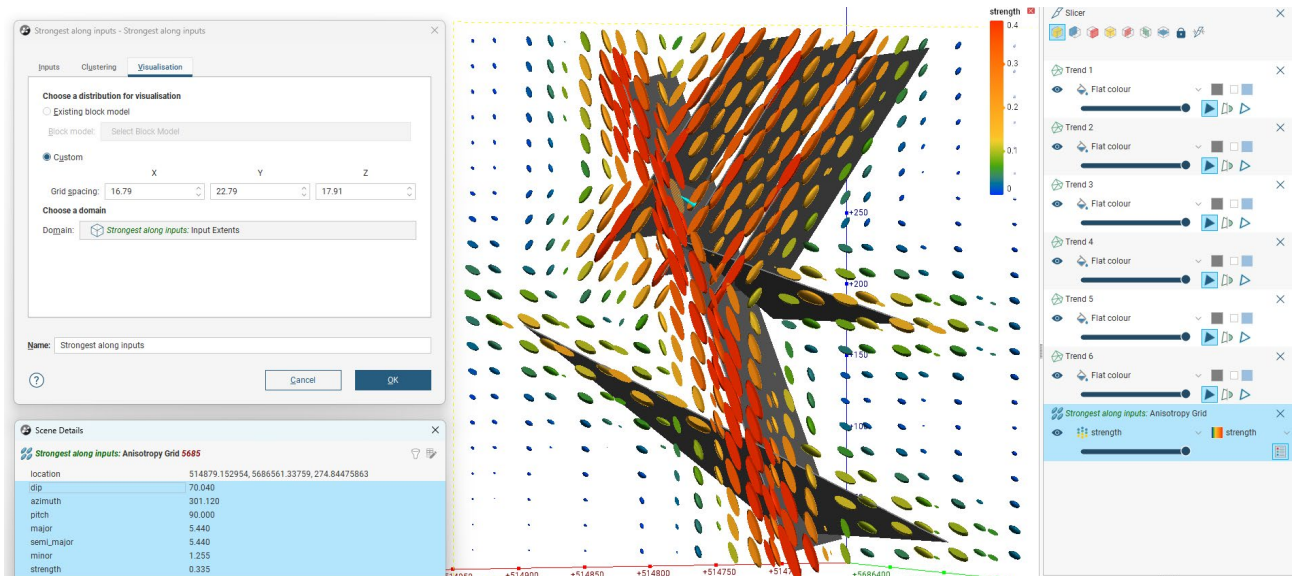 Strongest along inputs - Strongest along inputs
Inputs Clustering Visualisation
Choose a distribution for visualisation
Existing block model
Block model: Select Block Model
Custom
X Y Z
Grid spacing: 16.79 22.79 17.91
Choose a domain
Domain: Strongest along inputs: Input Extents
Name: Strongest along inputs
Cancel OK
Scene Details
Strongest along inputs: Anisotropy Grid 5685
location 514879.152954, 5686561.33759, 274.84475863
dip 70.040
azimuth 301.120
pitch 90.000
major 5.440
semi_major 5.440
minor 1.255
strength 0.335
strength
0.4
0.3
0.2
0.1
0
+250
+200
+150
+100
+514900 +514850 +514800 +514750 +5686400
Slicer
Trend 1
Flat colour
Trend 2
Flat colour
Trend 3
Flat colour
Trend 4
Flat colour
Trend 5
Flat colour
Trend 6
Flat colour
Strongest along inputs: Anisotropy Grid
strength strength